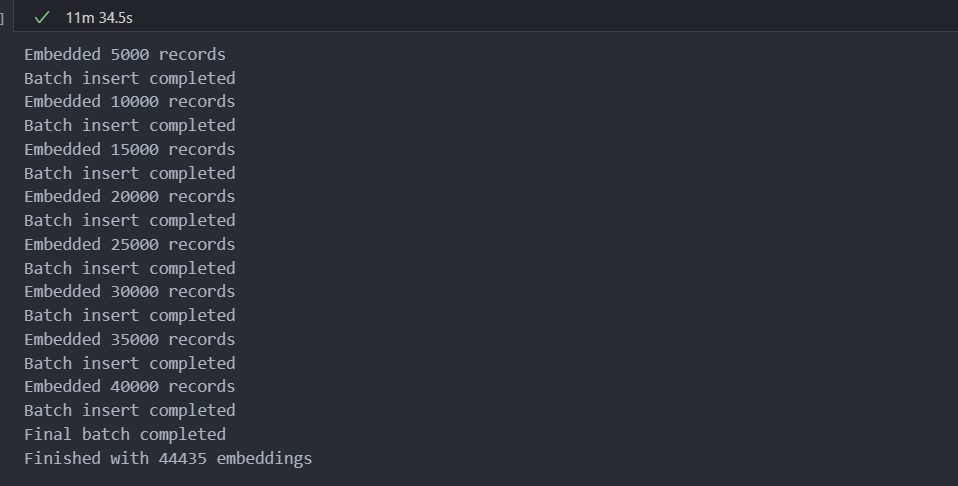 ]
11m 34.5s
Embedded 5000 records
Batch insert completed
Embedded 10000 records
Batch insert completed
Embedded 15000 records
Batch insert completed
Embedded 20000 records
Batch insert completed
Embedded 25000 records
Batch insert completed
Embedded 30000 records
Batch insert completed
Embedded 35000 records
Batch insert completed
Embedded 40000 records
Batch insert completed
Final batch completed
Finished with 44435 embeddings